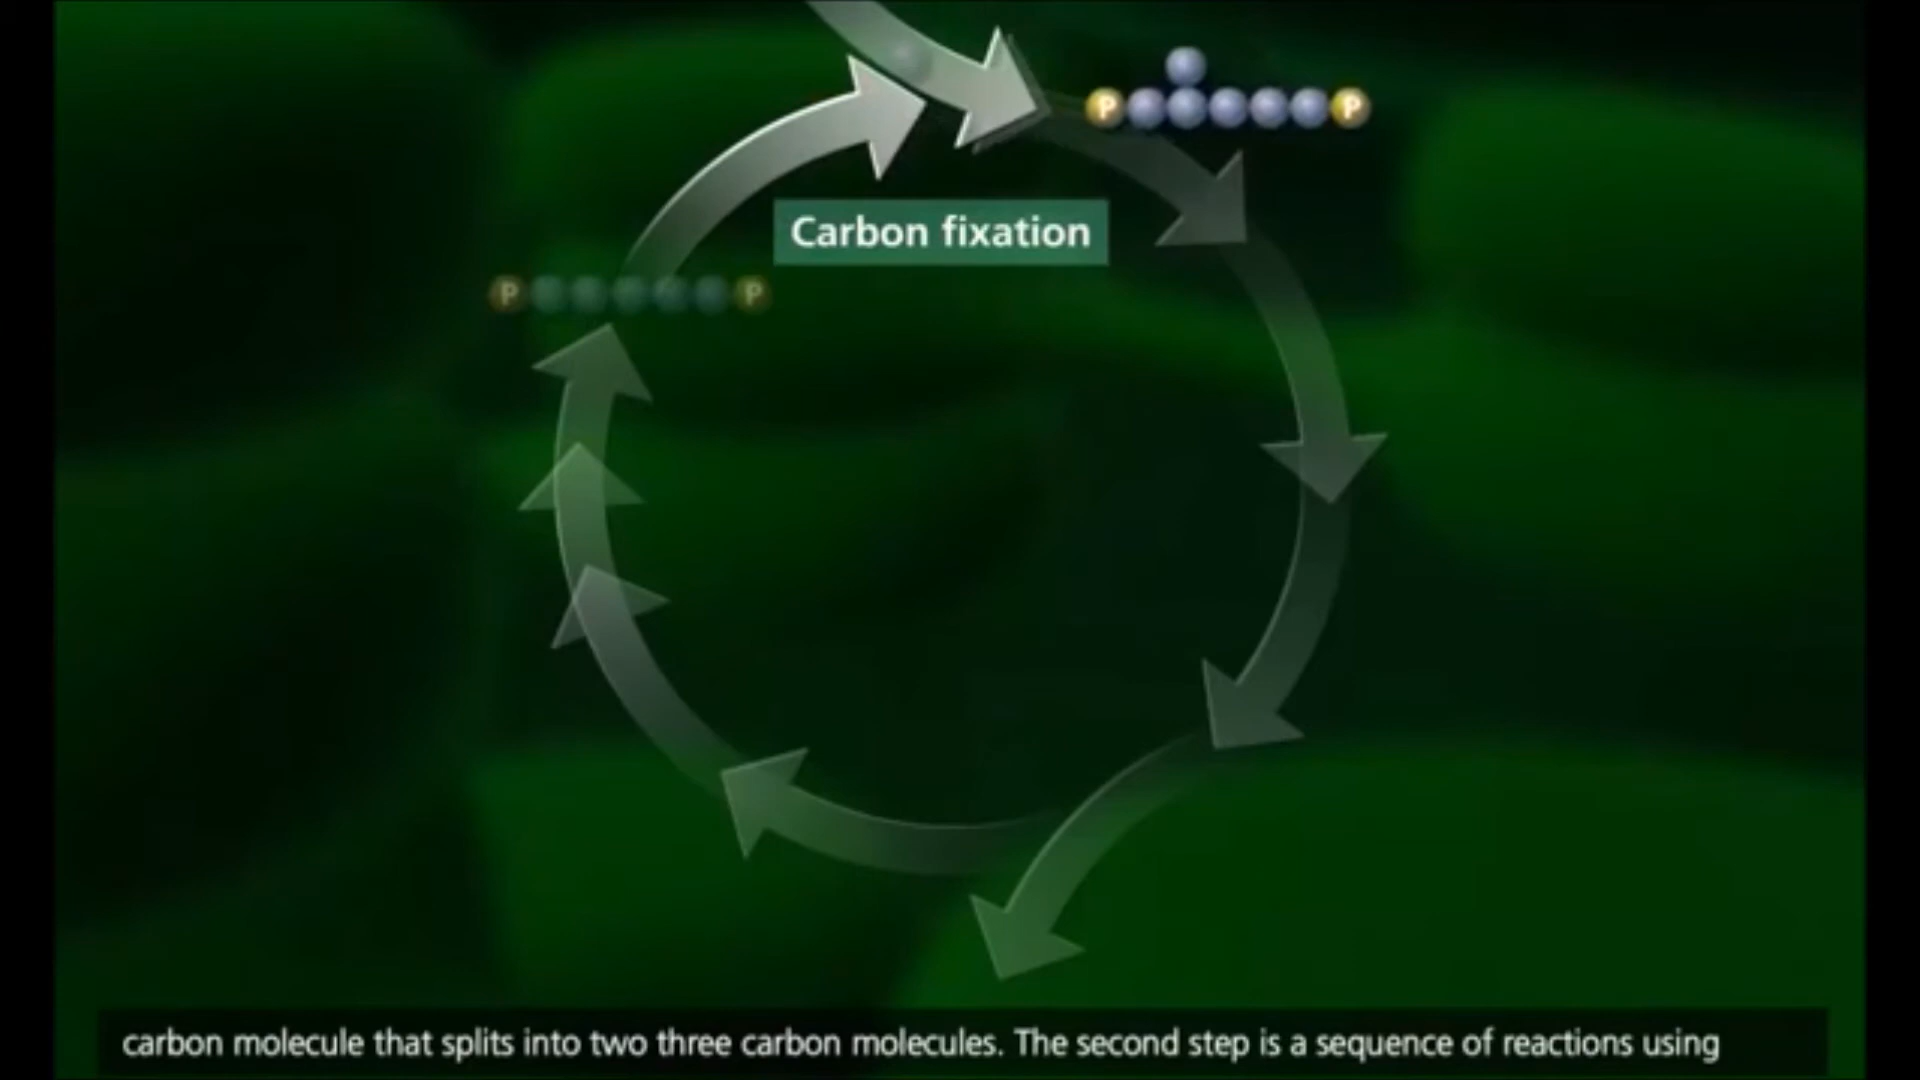 P P
Carbon fixation
P P
carbon molecule that splits into two three carbon molecules. The second step is a sequence of reactions using